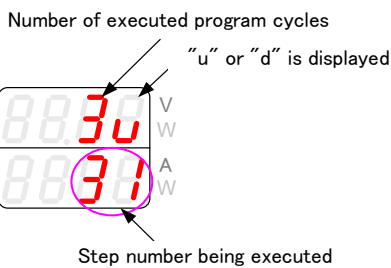 Number of executed program cycles
"u" or "d" is displayed
3u
V
W
31
A
W
Step number being executed